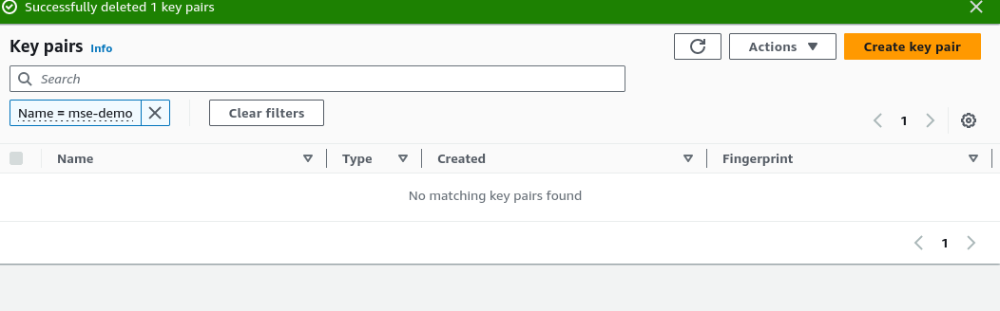 Successfully deleted 1 key pairs
Key pairs Info
Actions
Create key pair
Search
Name = mse-demo
Clear filters
1
Name Type Created Fingerprint
No matching key pairs found
1